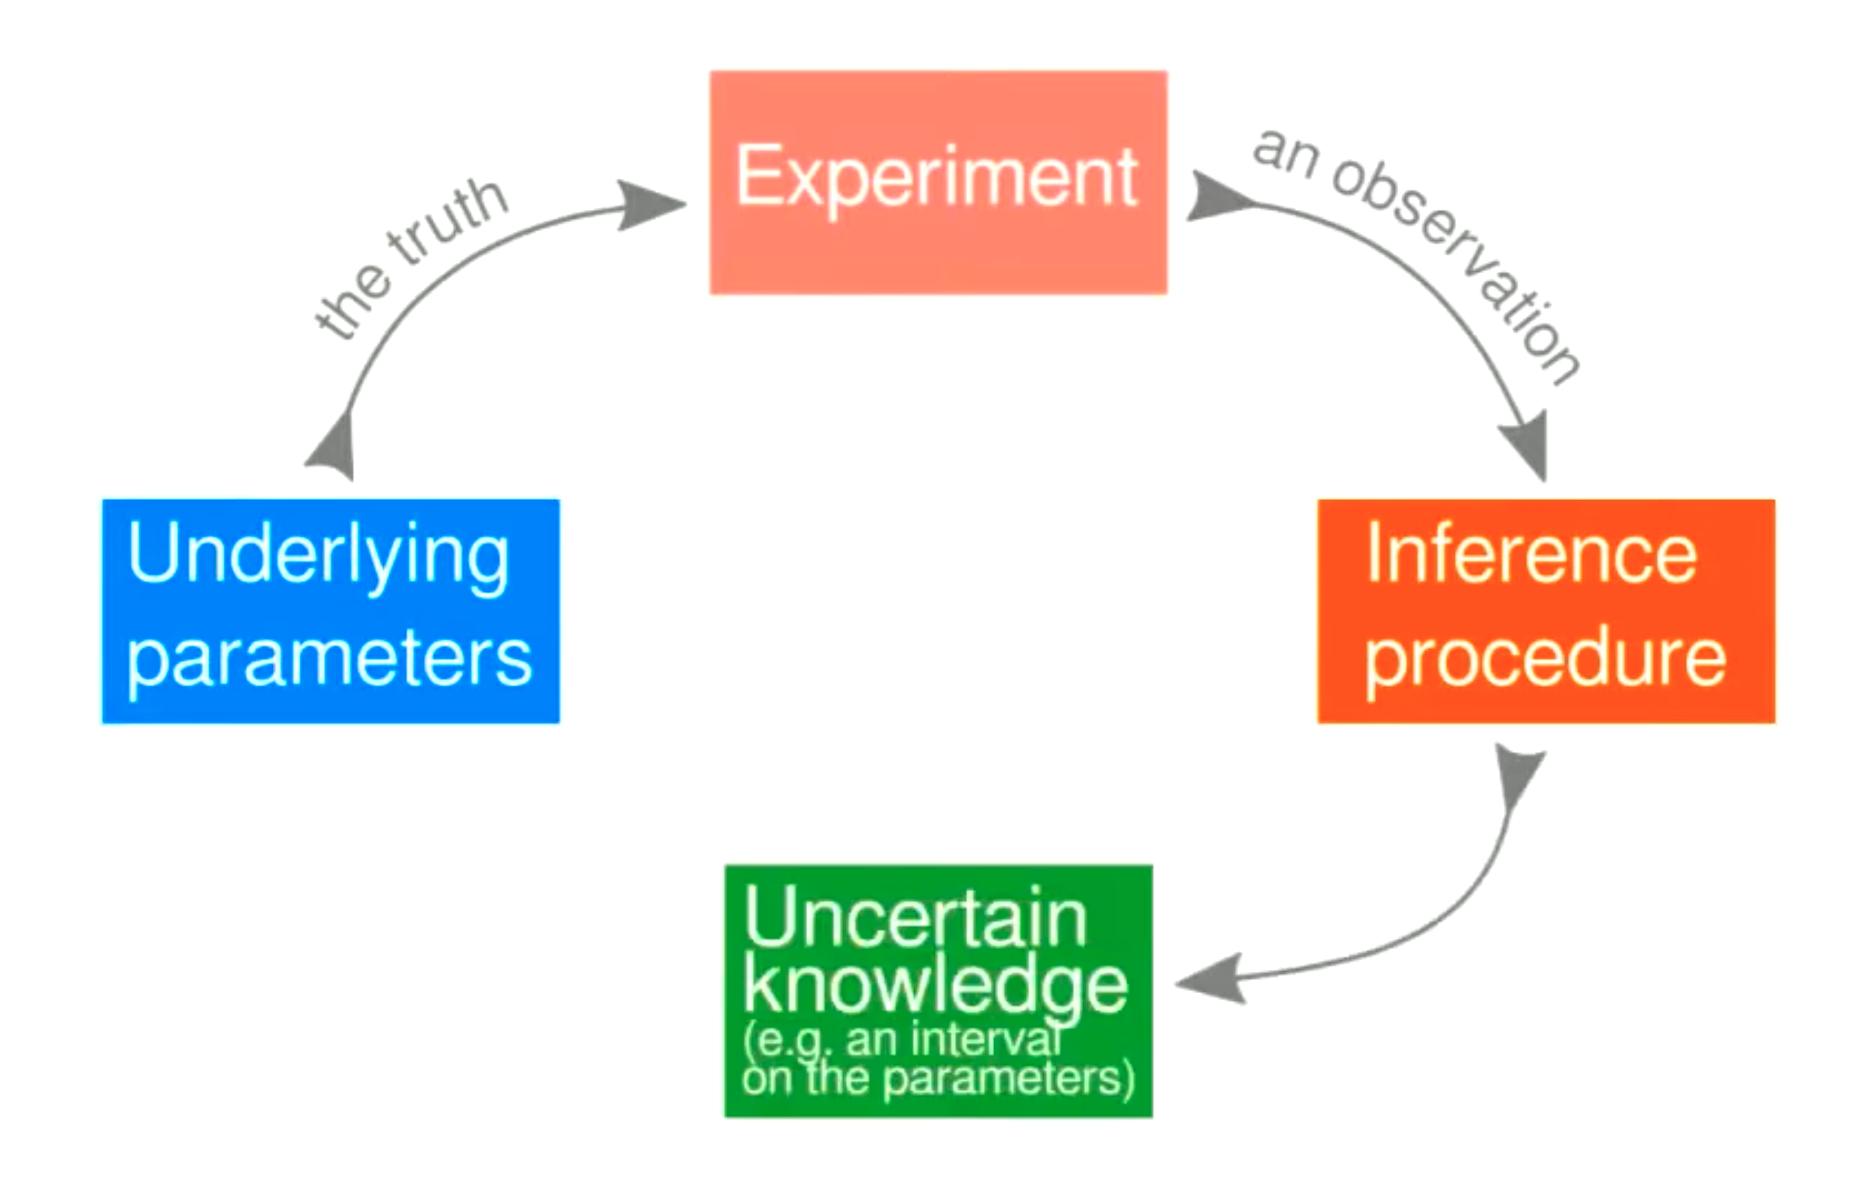 the truth
Experiment
an observation
Underlying
parameters
Inference
procedure
Uncertain
knowledge
(e.g. an interval
on the parameters)